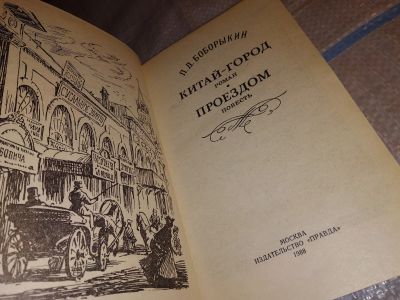 П. Д. БОБОРЫКИН
КИТАЙ-ГОРОД
РОМАН
ПРОЕЗДОМ
ПОВЕСТЬ
МОСКВА
ИЗДАТЕЛЬСТВО «ПРАВДА»
1988